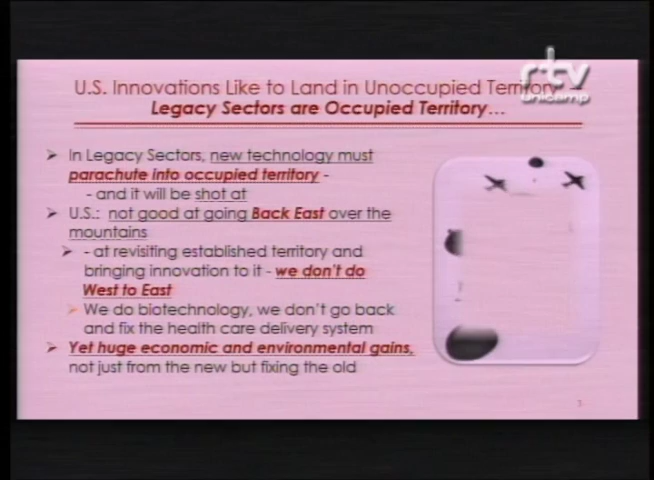 U.S. Innovations Like to Land in Unoccupied Territory –
Legacy Sectors are Occupied Territory…
rtv
unicamp
➢ In Legacy Sectors, new technology must
parachute into occupied territory -
- and it will be shot at
➢ U.S.: not good at going Back East over the
mountains
➢ - at revisiting established territory and
bringing innovation to it - we don't do
West to East
➢ We do biotechnology, we don't go back
and fix the health care delivery system
➢ Yet huge economic and environmental gains,
not just from the new but fixing the old